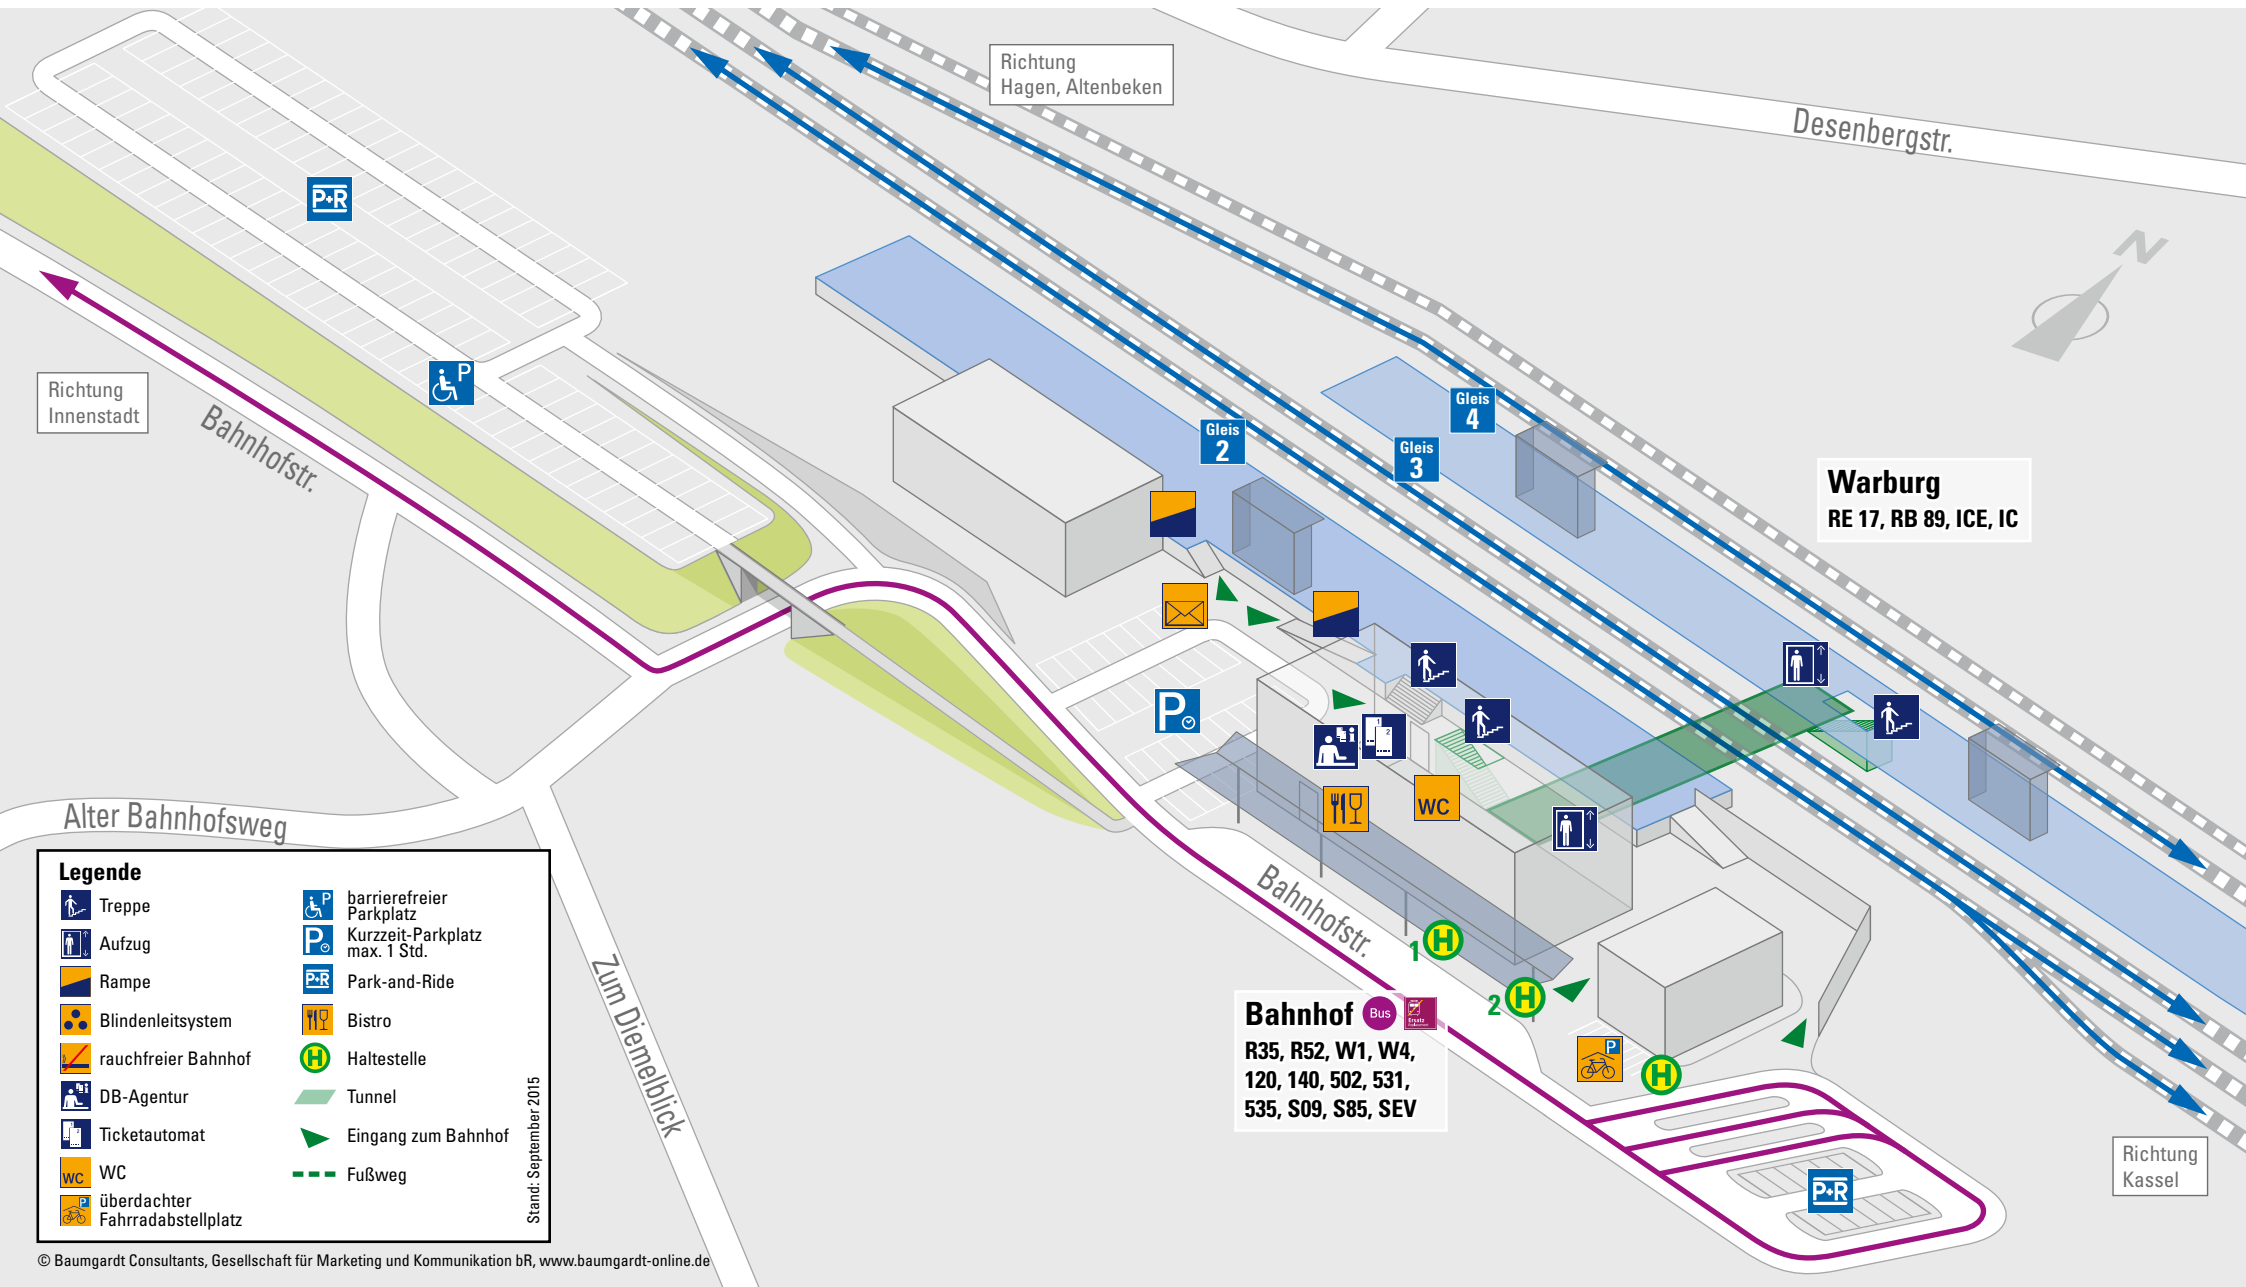 Richtung
Hagen, Altenbeken
Desenbergstr.
N
P+R
P
Richtung
Innenstadt
Bahnhofstr.
Gleis
4
Gleis
2
Gleis
3
Warburg
RE 17, RB 89, ICE, IC
P
WC
Alter Bahnhofsweg
Bahnhofstr.
1 H
2 H
P
H
Zum Diemelblick
Bahnhof Bus
R35, R52, W1, W4,
120, 140, 502, 531,
535, S09, S85, SEV
P+R
Richtung
Kassel
Legende
Treppe
Aufzug
Rampe
Blindenleitsystem
rauchfreier Bahnhof
DB-Agentur
Ticketautomat
WC WC
P überdachter
Fahrradabstellplatz
P barrierefreier
Parkplatz
P Kurzzeit-Parkplatz
max. 1 Std.
P+R Park-and-Ride
Bistro
H Haltestelle
Tunnel
Eingang zum Bahnhof
Fußweg
Stand: September 2015
© Baumgardt Consultants, Gesellschaft für Marketing und Kommunikation bR, www.baumgardt-online.de